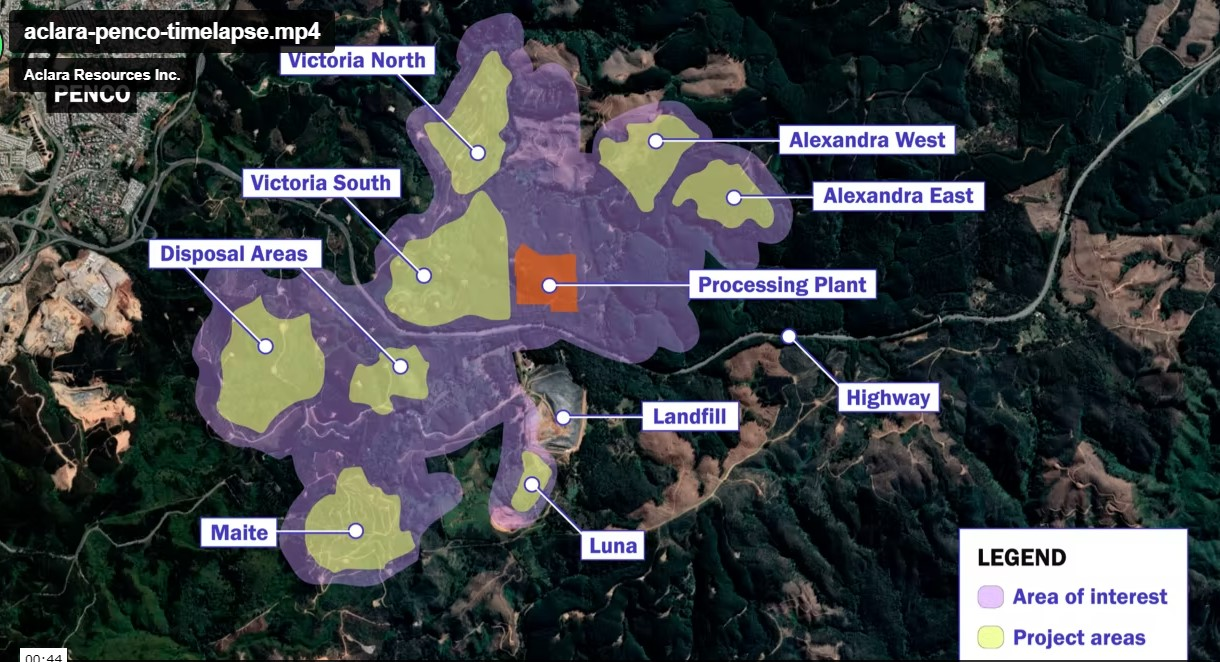 aclara-penco-timelapse.mp4
Aclara Resources Inc.
PENCO
Victoria North
Alexandra West
Victoria South
Alexandra East
Disposal Areas
Processing Plant
Highway
Landfill
Maite
Luna
LEGEND
Area of interest
Project areas
00:44